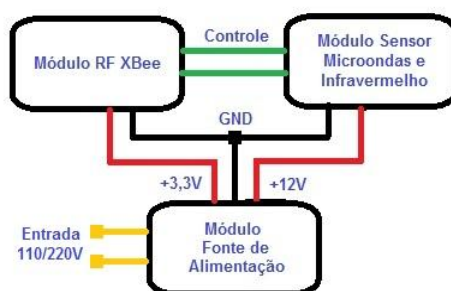 Módulo RF XBee
Controle
Módulo Sensor
Microondas e
Infravermelho
GND
+3,3V
+12V
Entrada
110/220V
Módulo
Fonte de
Alimentação